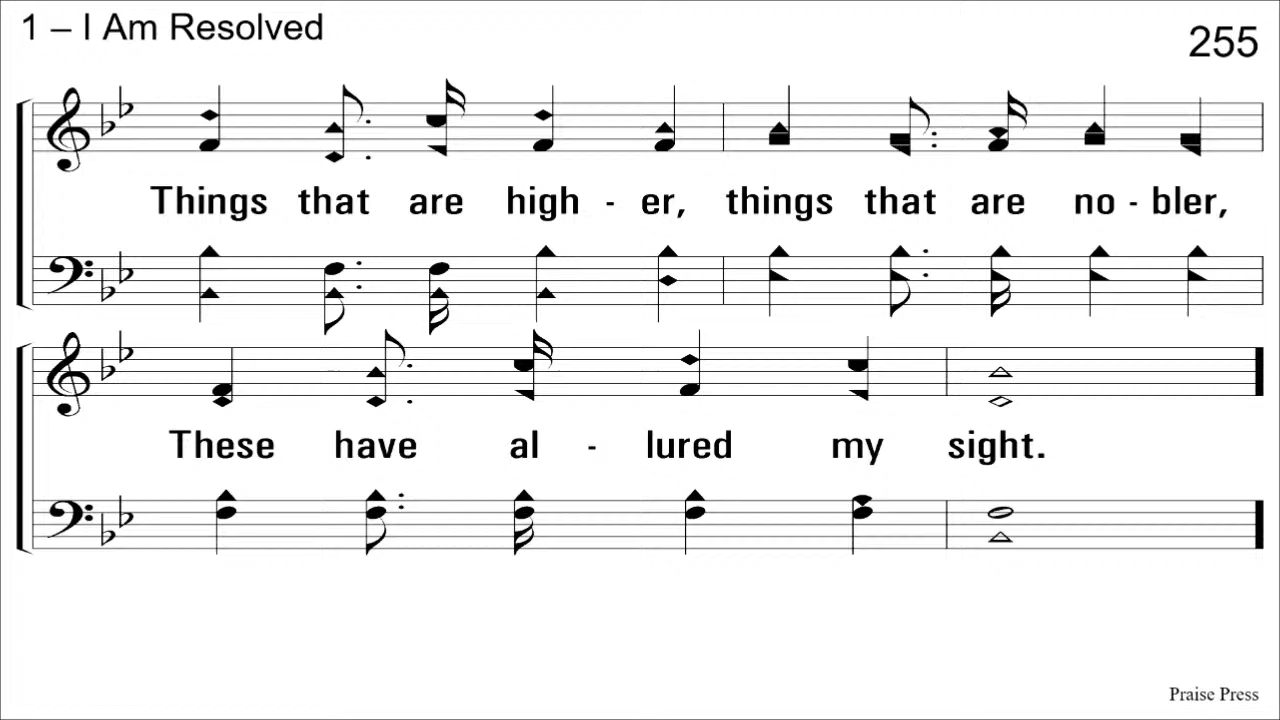 1 – I Am Resolved
255
Things that are high - er, things that are no - bler,
These have al - lured my sight.
Praise Press